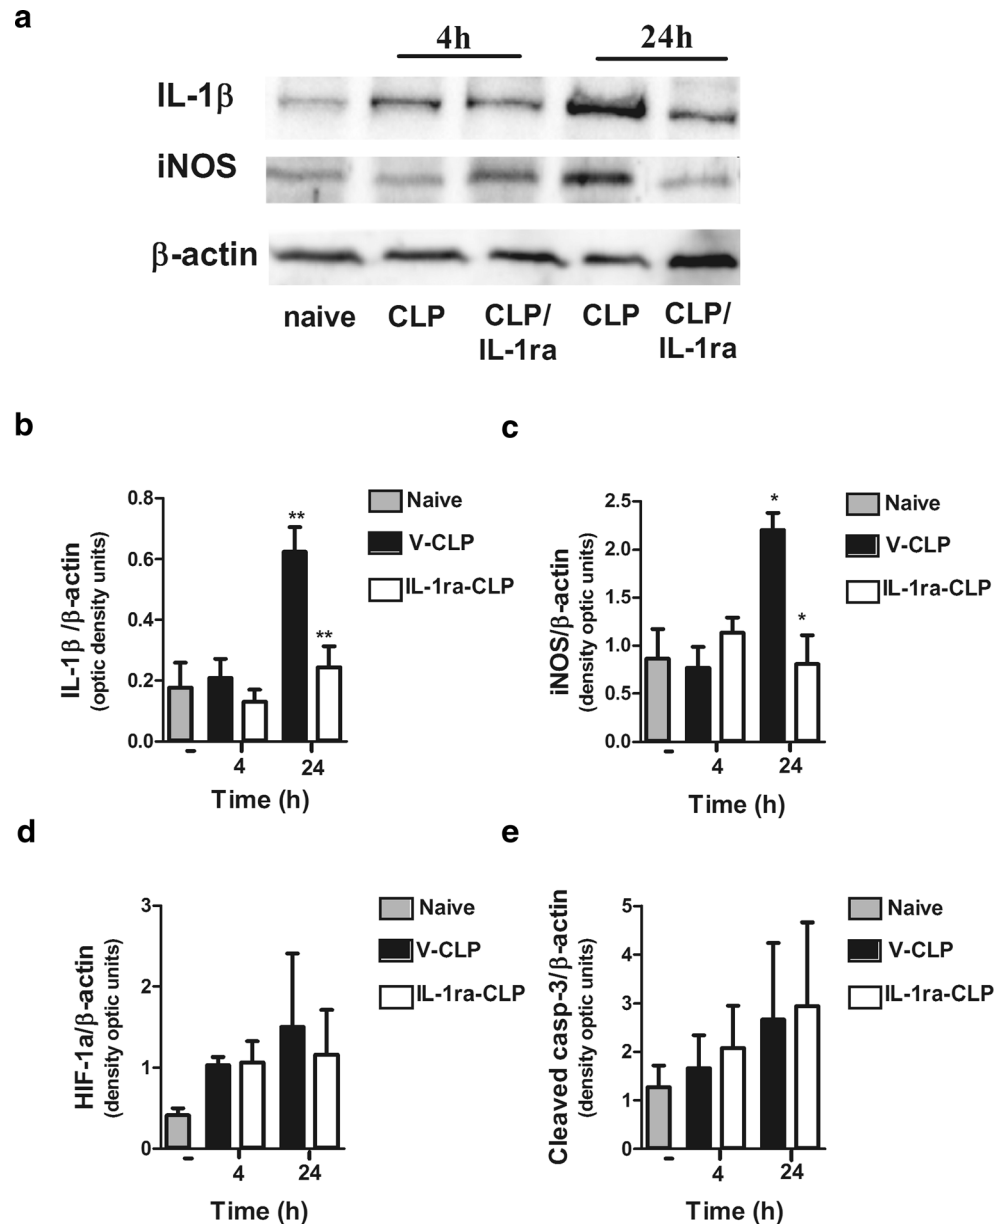 a
4h 24h
IL-1β
iNOS
β-actin
naive CLP CLP/ CLP CLP/
IL-1ra IL-1ra
b
IL-1β /β-actin
(optic density units)
0.8
0.6
0.4
0.2
0.0
** **
– 4 24
Time (h)
Naive
V-CLP
IL-1ra-CLP
c
iNOS/β-actin
(density optic units)
2.5
2.0
1.5
1.0
0.5
0.0
* *
– 4 24
Time (h)
Naive
V-CLP
IL-1ra-CLP
d
HIF-1a/β-actin
(density optic units)
3
2
1
0
– 4 24
Time (h)
Naive
V-CLP
IL-1ra-CLP
e
Cleaved casp-3/β-actin
(density optic units)
5
4
3
2
1
0
– 4 24
Time (h)
Naive
V-CLP
IL-1ra-CLP